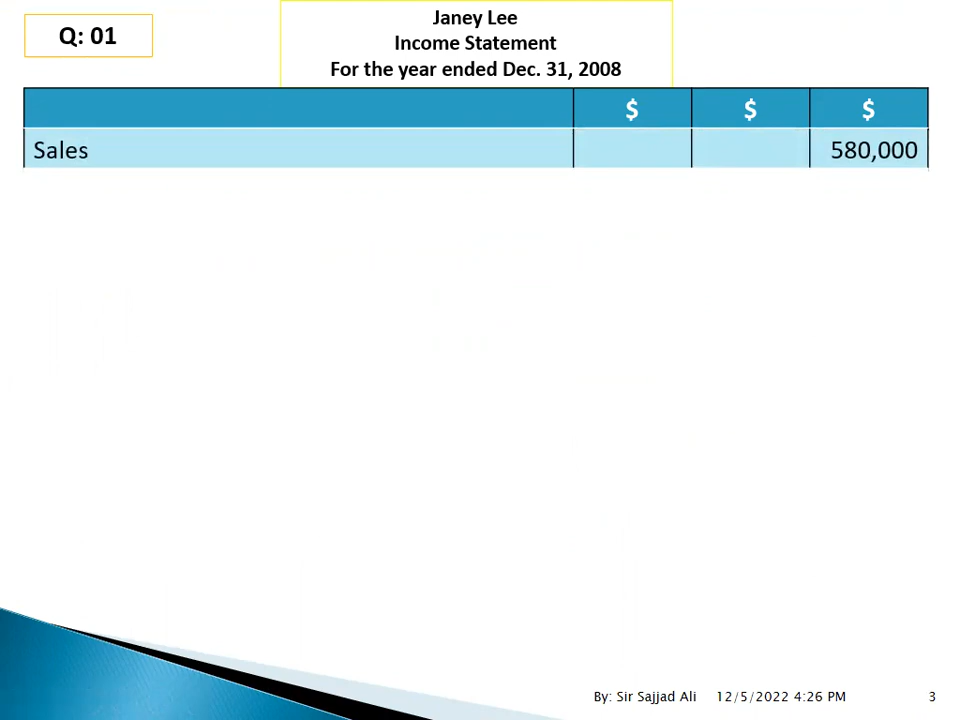 Q: 01
Janey Lee
Income Statement
For the year ended Dec. 31, 2008
$ $ $
Sales 580,000
By: Sir Sajjad Ali 12/5/2022 4:26 PM 3